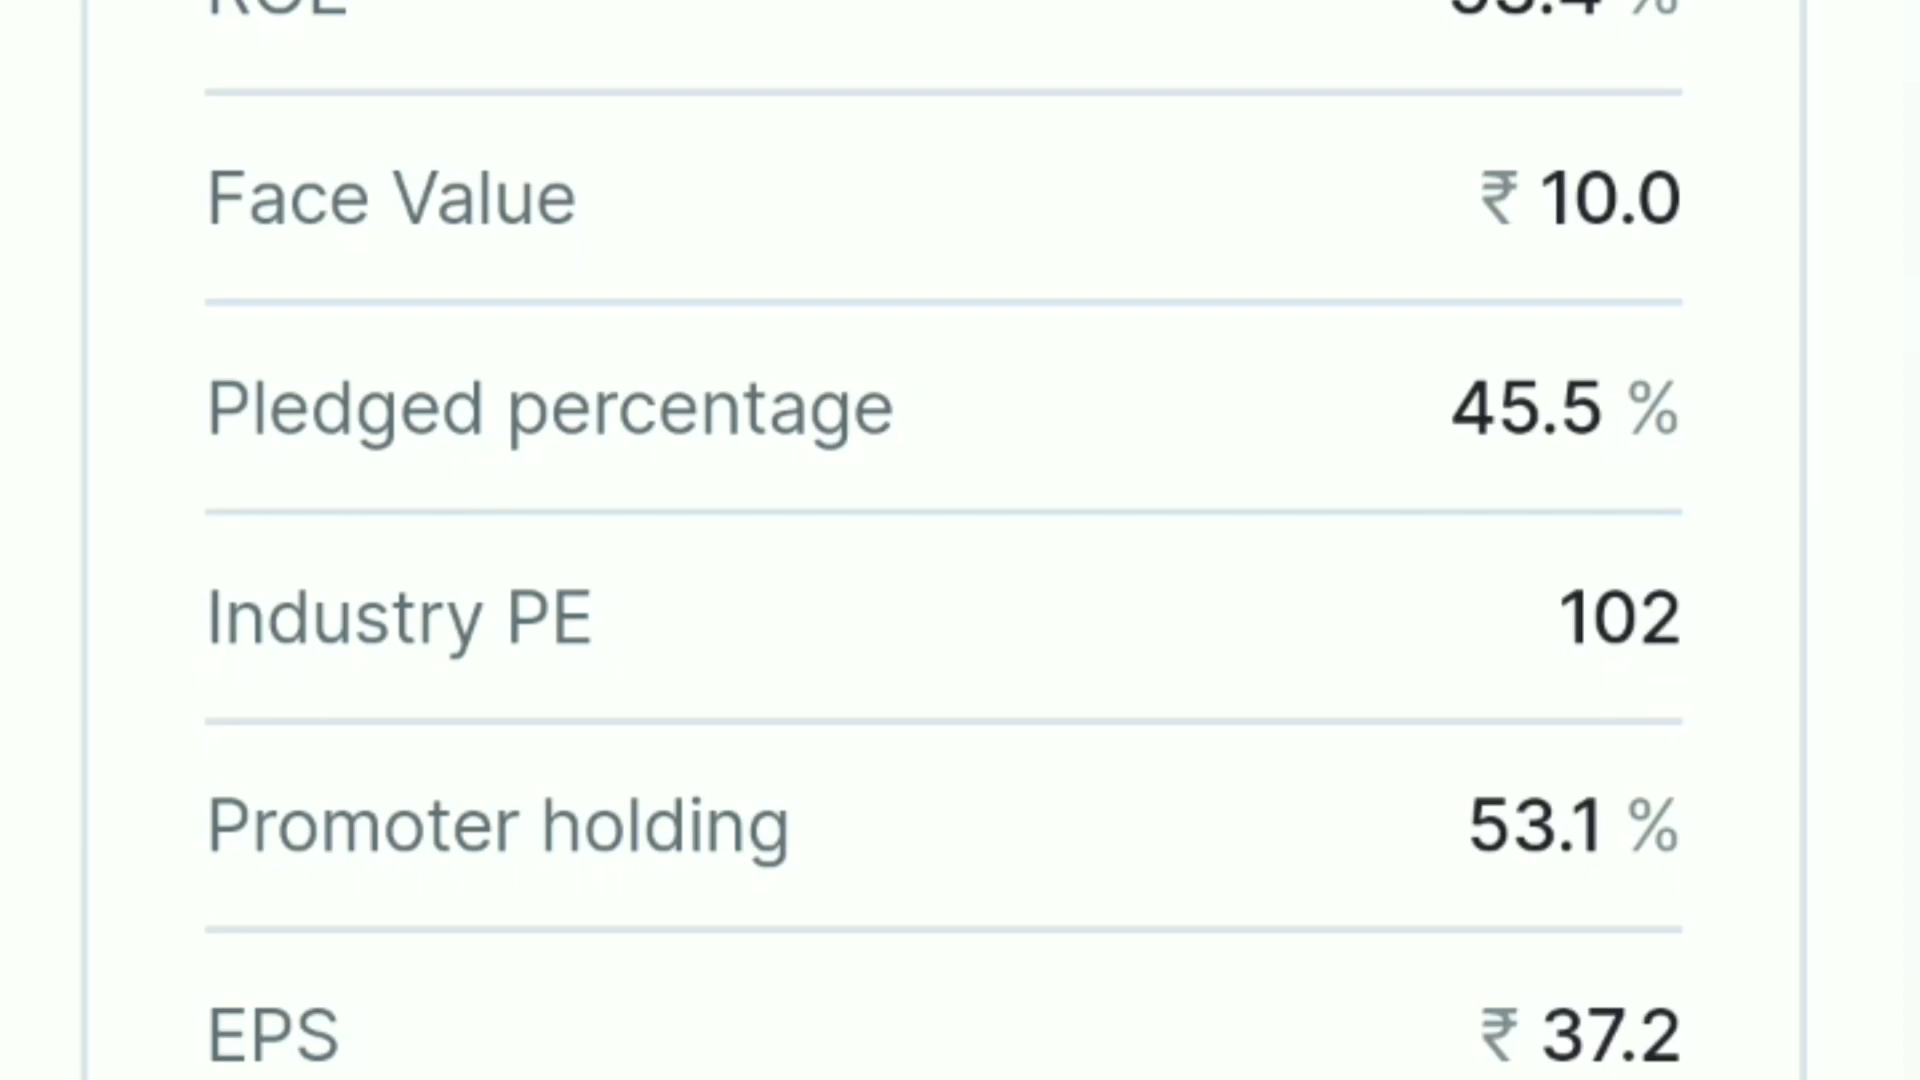 Face Value ₹ 10.0
Pledged percentage 45.5 %
Industry PE 102
Promoter holding 53.1 %
EPS ₹ 37.2